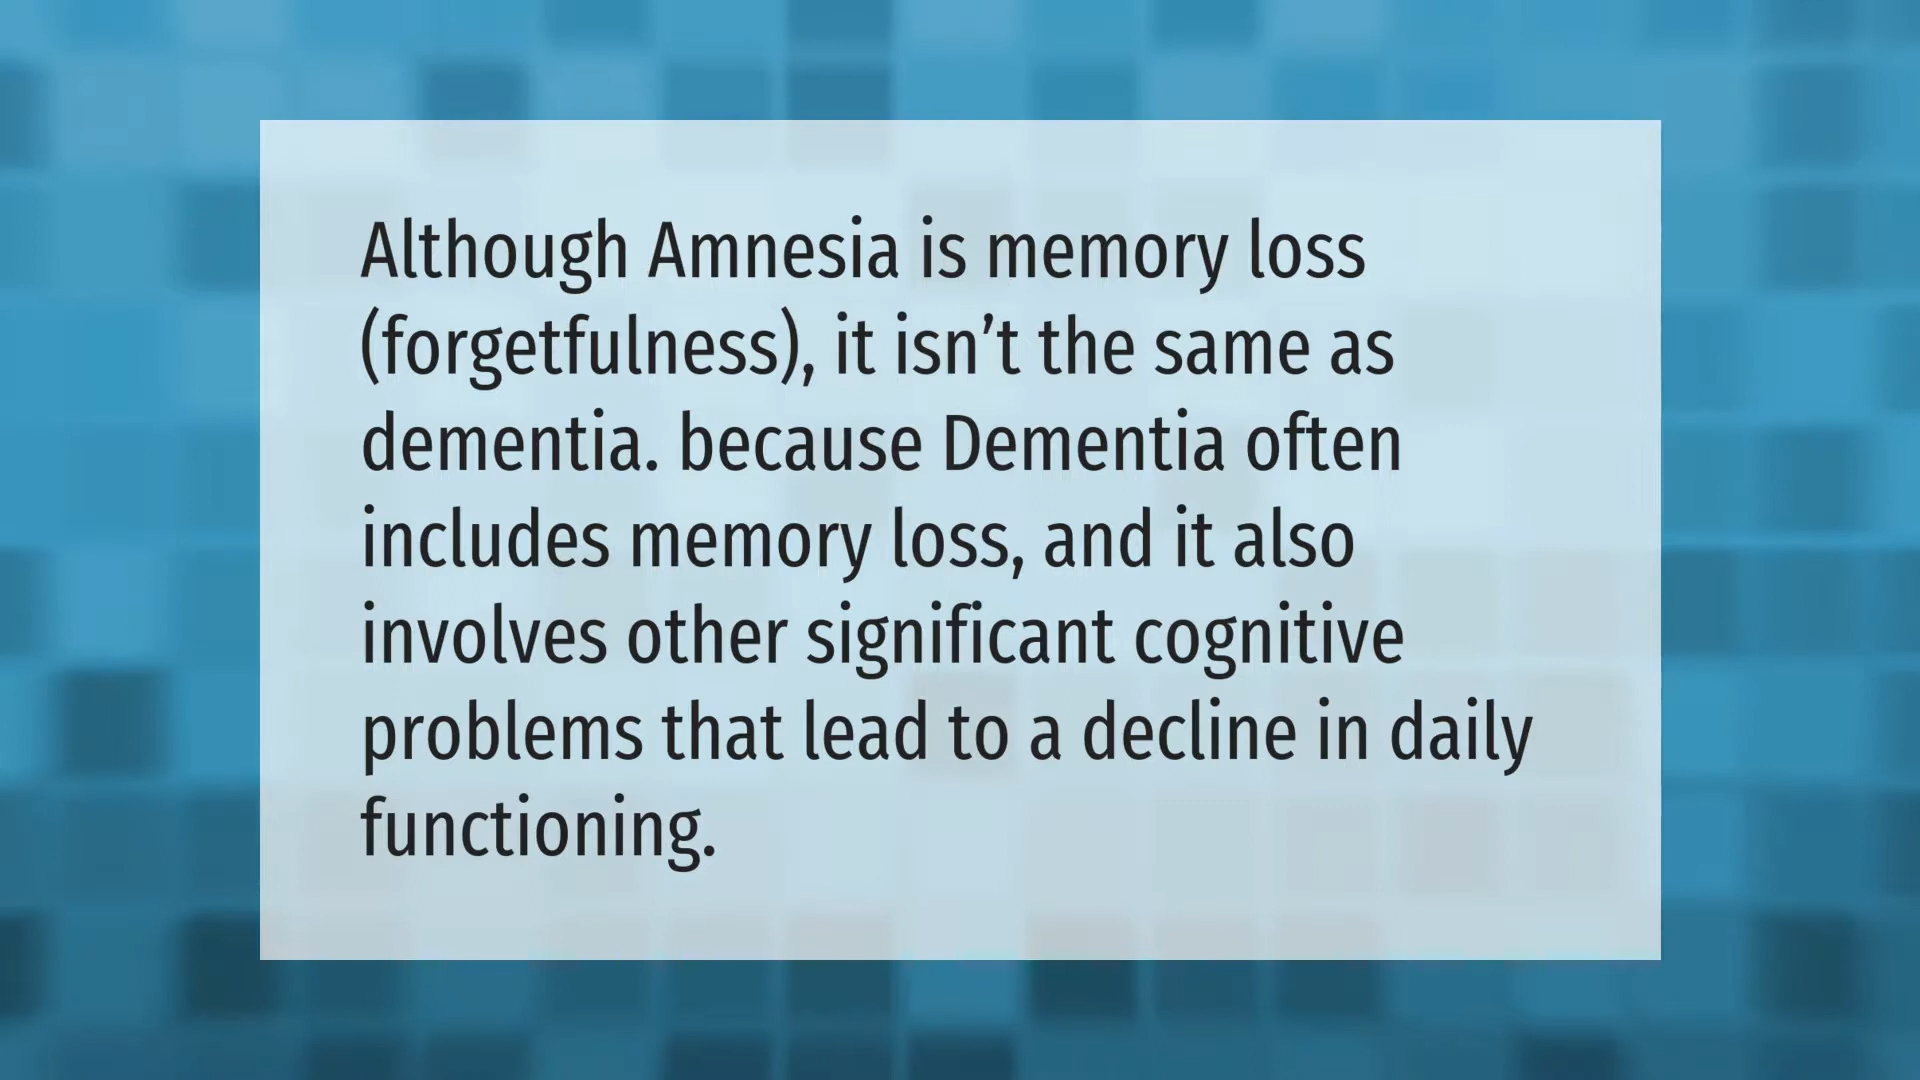 Although Amnesia is memory loss
(forgetfulness), it isn’t the same as
dementia. because Dementia often
includes memory loss, and it also
involves other significant cognitive
problems that lead to a decline in daily
functioning.